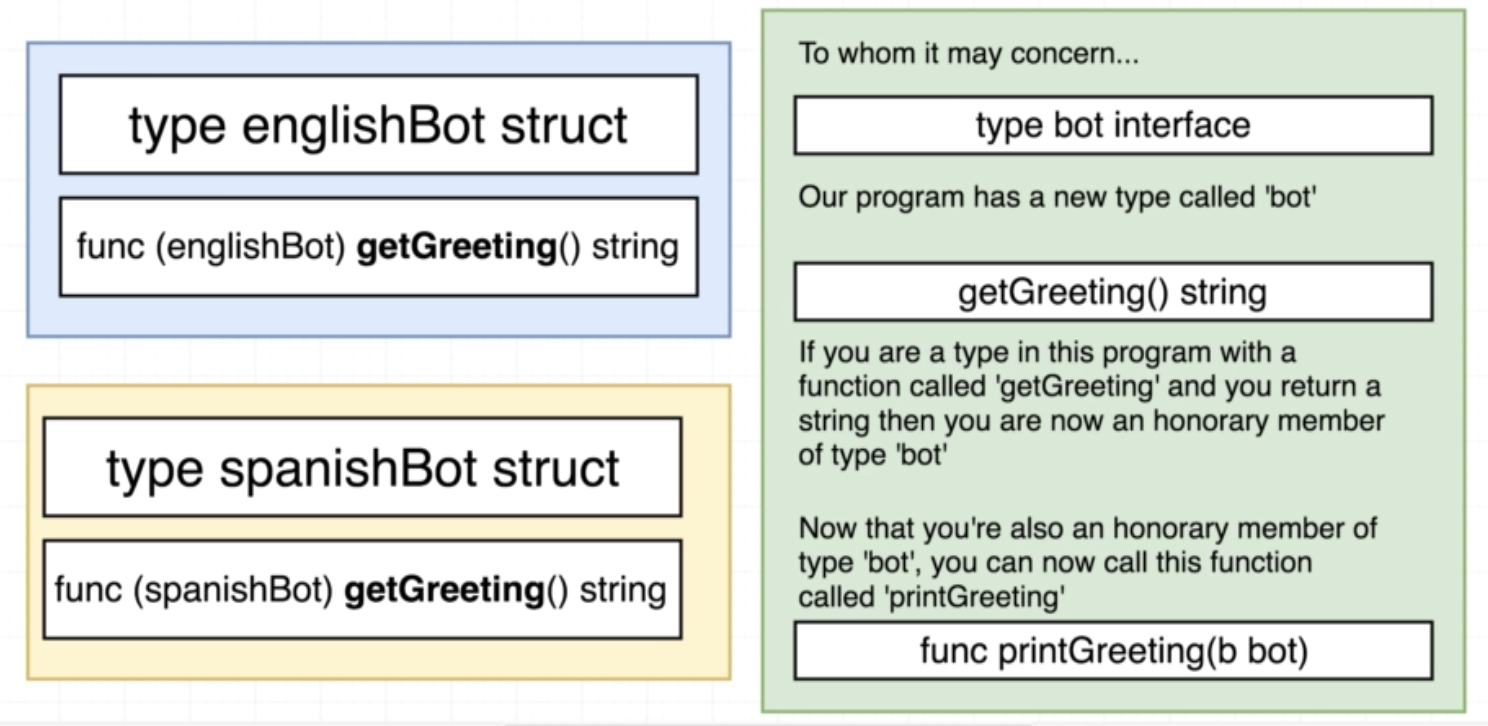 type englishBot struct
func (englishBot) getGreeting() string
type spanishBot struct
func (spanishBot) getGreeting() string
To whom it may concern...
type bot interface
Our program has a new type called 'bot'
getGreeting() string
If you are a type in this program with a
function called 'getGreeting' and you return a
string then you are now an honorary member
of type 'bot'
Now that you're also an honorary member of
type 'bot', you can now call this function
called 'printGreeting'
func printGreeting(b bot)